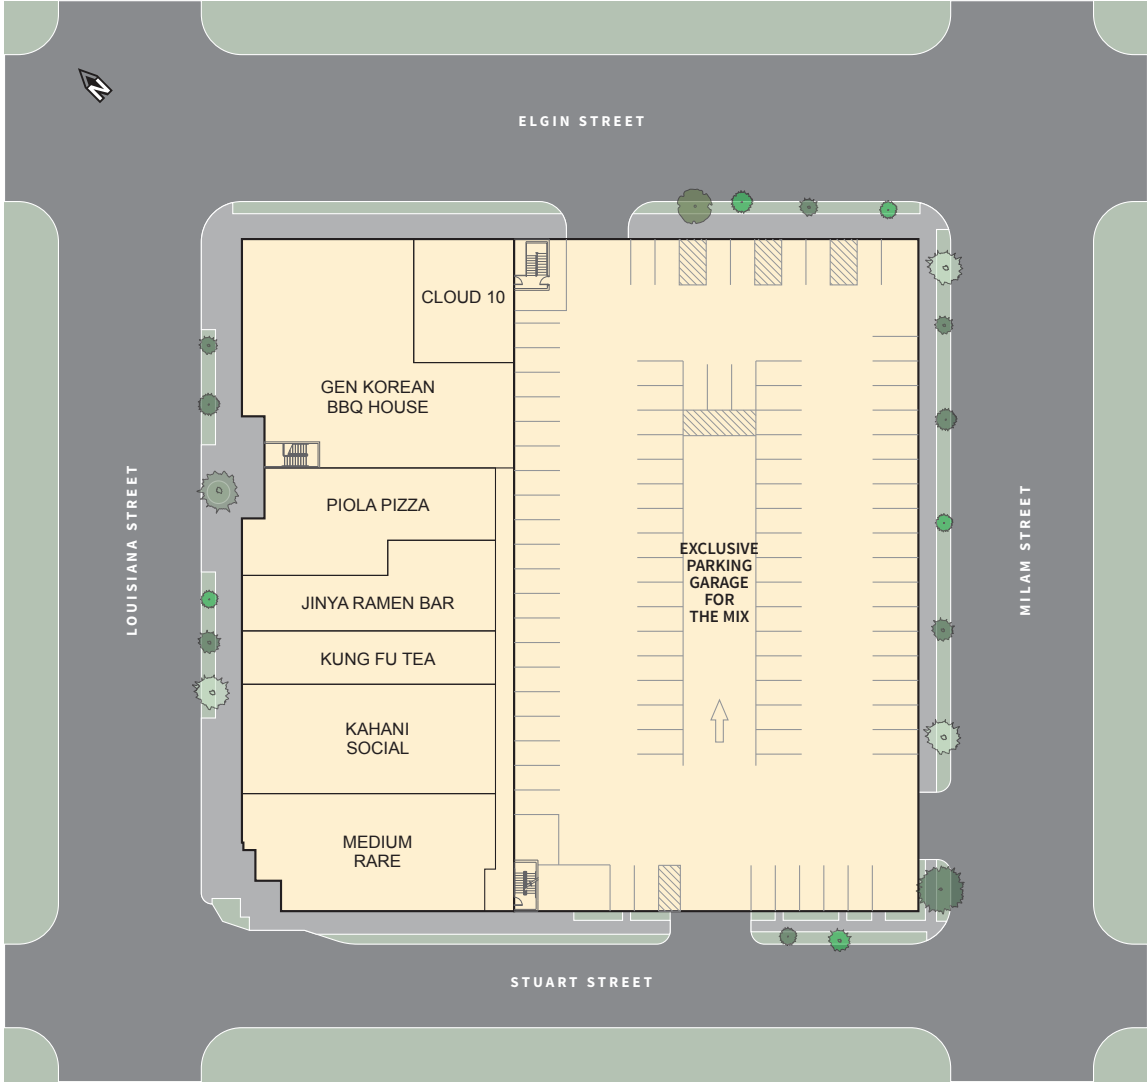 N
ELGIN STREET
CLOUD 10
GEN KOREAN
BBQ HOUSE
PIOLA PIZZA
JINYA RAMEN BAR
KUNG FU TEA
KAHANI
SOCIAL
MEDIUM
RARE
EXCLUSIVE
PARKING
GARAGE
FOR
THE MIX
LOUISIANA STREET
MILAM STREET
STUART STREET